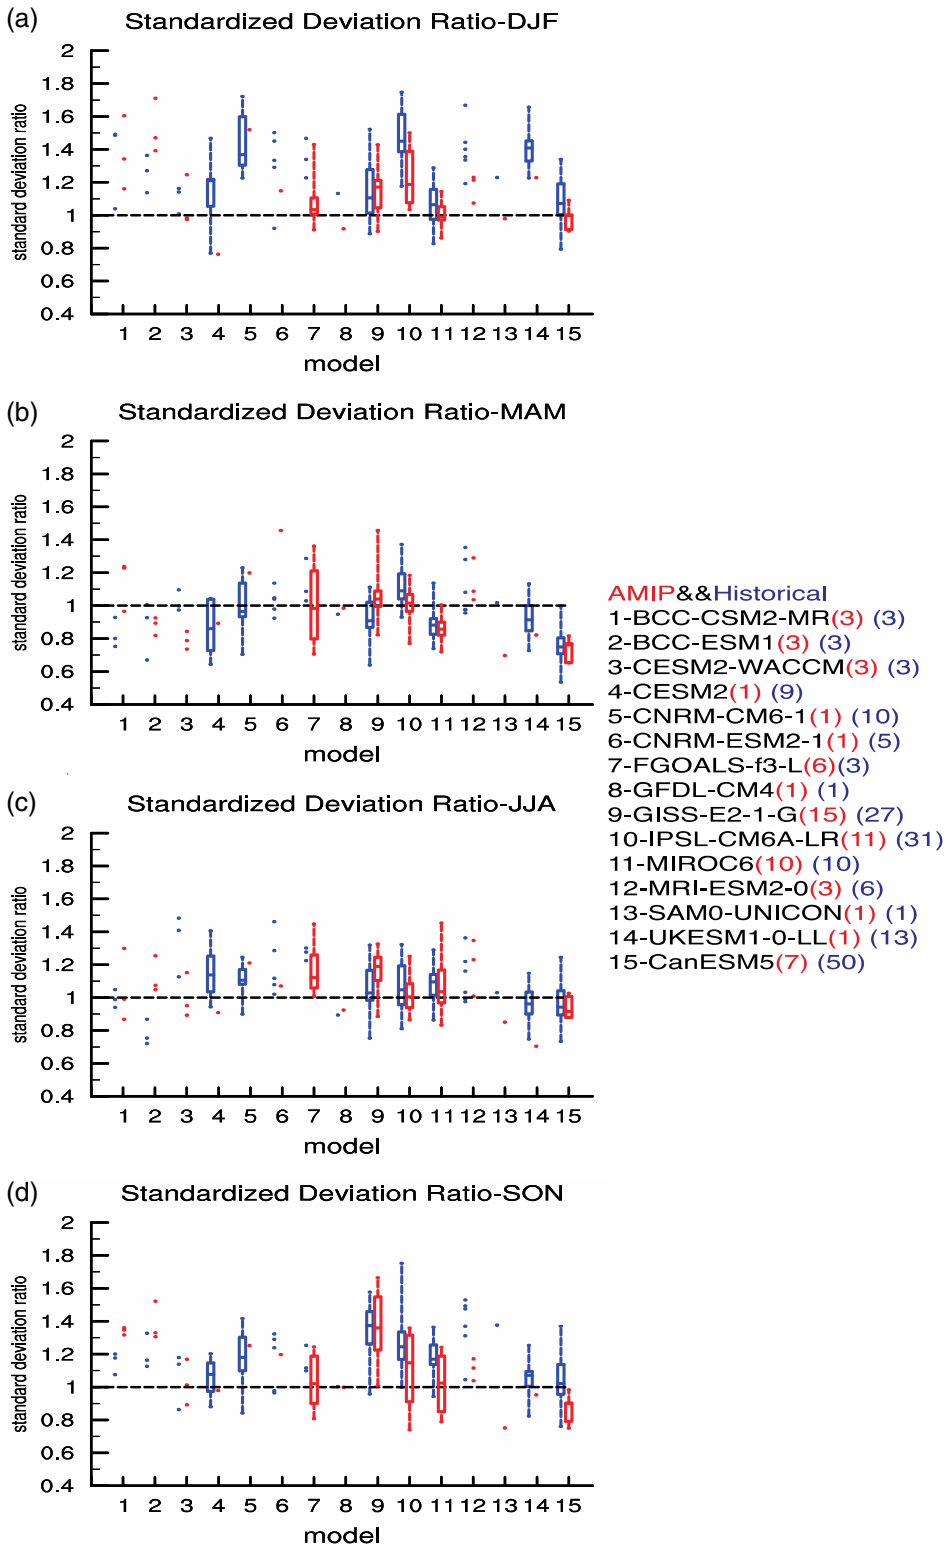 (a) Standardized Deviation Ratio-DJF
standard deviation ratio
2
1.8
1.6
1.4
1.2
1
0.8
0.6
0.4
1 2 3 4 5 6 7 8 9 10 11 12 13 14 15
model
(b) Standardized Deviation Ratio-MAM
standard deviation ratio
2
1.8
1.6
1.4
1.2
1
0.8
0.6
0.4
1 2 3 4 5 6 7 8 9 10 11 12 13 14 15
model
(c) Standardized Deviation Ratio-JJA
standard deviation ratio
2
1.8
1.6
1.4
1.2
1
0.8
0.6
0.4
1 2 3 4 5 6 7 8 9 10 11 12 13 14 15
model
(d) Standardized Deviation Ratio-SON
standard deviation ratio
2
1.8
1.6
1.4
1.2
1
0.8
0.6
0.4
1 2 3 4 5 6 7 8 9 10 11 12 13 14 15
model
AMIP&&Historical
1-BCC-CSM2-MR(3) (3)
2-BCC-ESM1(3) (3)
3-CESM2-WACCM(3) (3)
4-CESM2(1) (9)
5-CNRM-CM6-1(1) (10)
6-CNRM-ESM2-1(1) (5)
7-FGOALS-f3-L(6)(3)
8-GFDL-CM4(1) (1)
9-GISS-E2-1-G(15) (27)
10-IPSL-CM6A-LR(11) (31)
11-MIROC6(10) (10)
12-MRI-ESM2-0(3) (6)
13-SAM0-UNICON(1) (1)
14-UKESM1-0-LL(1) (13)
15-CanESM5(7) (50)